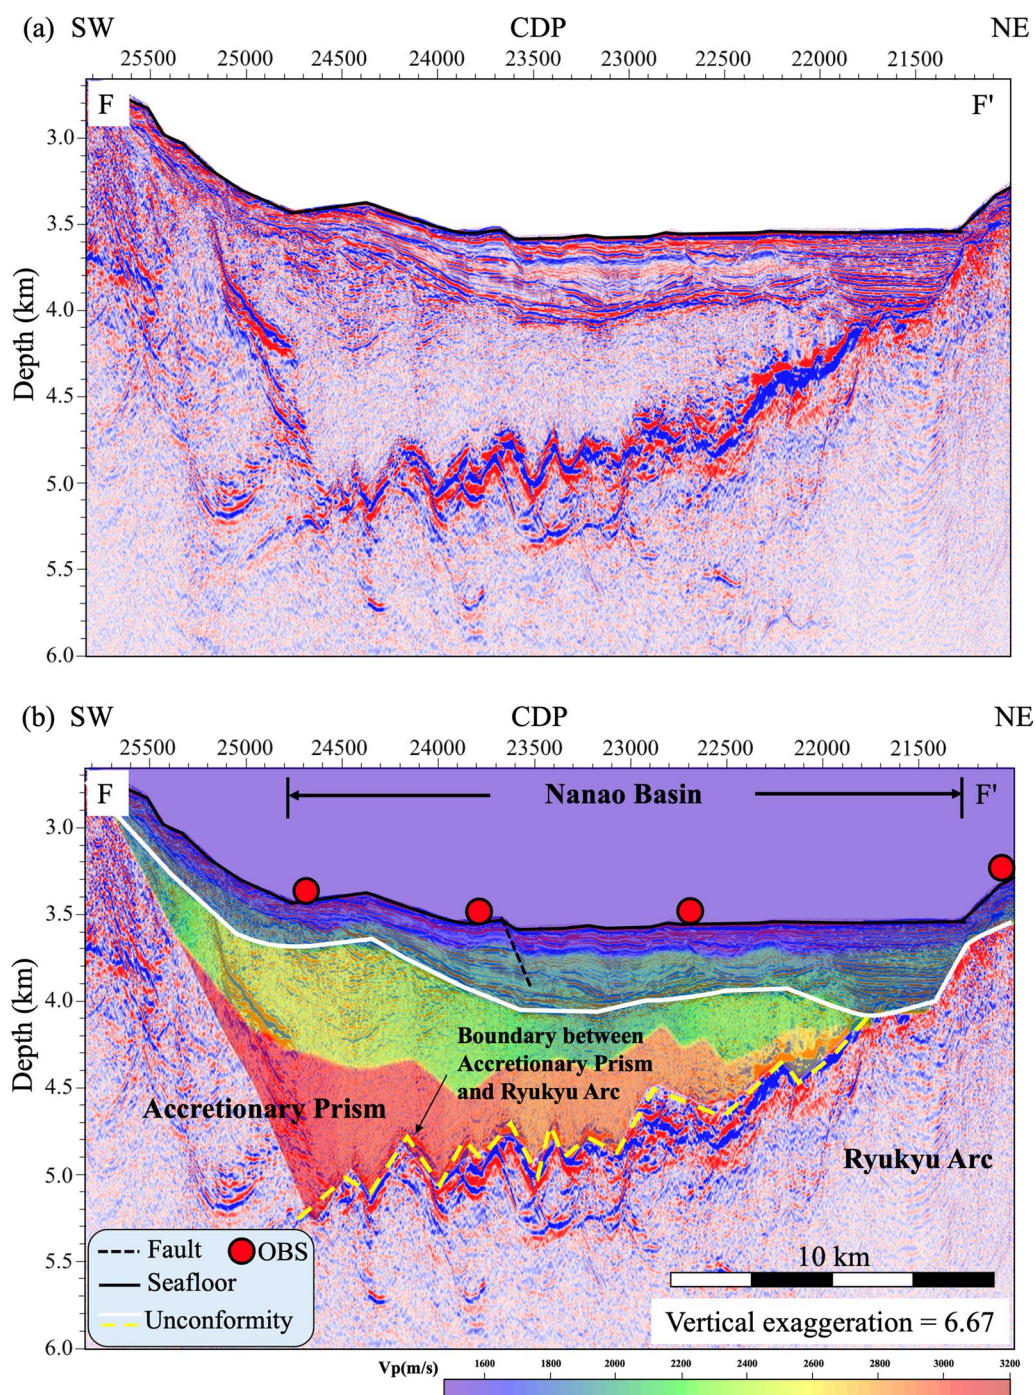 (a) SW CDP NE
25500 25000 24500 24000 23500 23000 22500 22000 21500
F F'
3.0
3.5
4.0
4.5
5.0
5.5
6.0
Depth (km)
(b) SW CDP NE
25500 25000 24500 24000 23500 23000 22500 22000 21500
F Nanao Basin F'
3.0
3.5
4.0
4.5
5.0
5.5
6.0
Depth (km)
Boundary between
Accretionary Prism
and Ryukyu Arc
Accretionary Prism
Ryukyu Arc
Fault OBS
Seafloor
Unconformity
10 km
Vertical exaggeration = 6.67
Vp(m/s) 1600 1800 2000 2200 2400 2600 2800 3000 3200